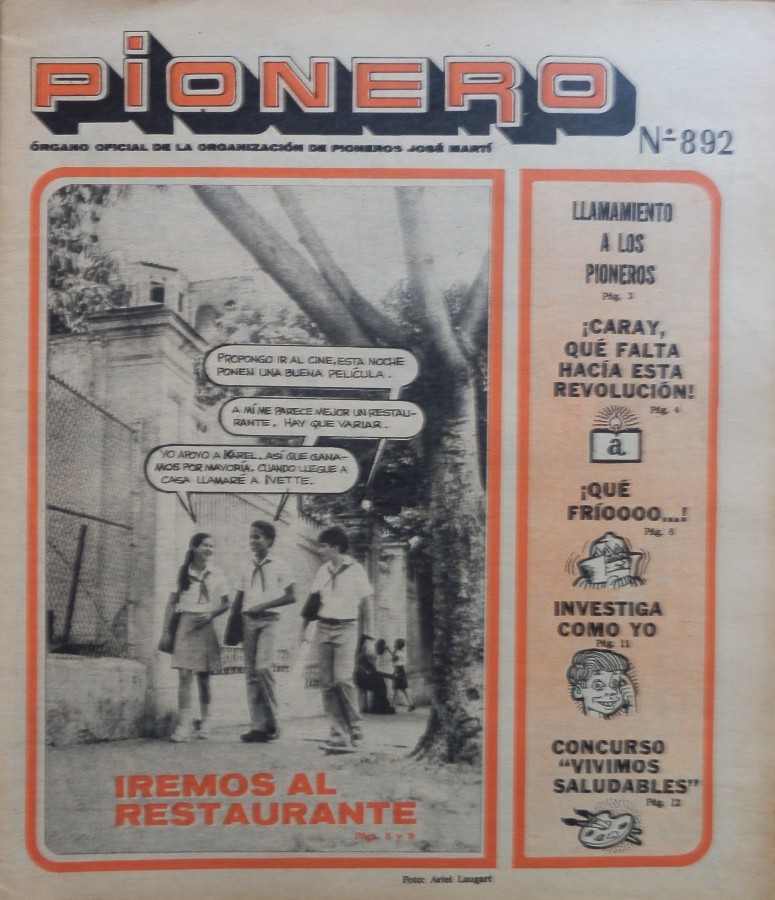 PIONERO
ÓRGANO OFICIAL DE LA ORGANIZACIÓN DE PIONEROS JOSÉ MARTÍ
Nº 892
PROPONGO IR AL CINE, ESTA NOCHE
PONEN UNA BUENA PELÍCULA.
A MÍ ME PARECE MEJOR UN RESTAU-
RANTE. HAY QUE VARIAR.
YO APOYO A KAREL. ASÍ QUE GANA-
MOS POR MAYORÍA. CUANDO LLEGUE A
CASA LLAMARÉ A IVETTE.
IREMOS AL
RESTAURANTE
Págs. 8 y 9
Foto: Ariel Laugart
LLAMAMIENTO
A LOS
PIONEROS
Pág. 3
¡CARAY,
QUÉ FALTA
HACÍA ESTA
REVOLUCIÓN!
Pág. 4
a
¡QUÉ
FRÍOOOO...!
Pág. 6
INVESTIGA
COMO YO
Pág. 11
CONCURSO
“VIVIMOS
SALUDABLES”
Pág. 12